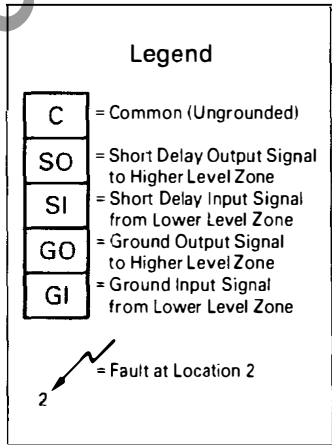 Legend
C = Common (Ungrounded)
SO = Short Delay Output Signal
to Higher Level Zone
SI = Short Delay Input Signal
from Lower Level Zone
GO = Ground Output Signal
to Higher Level Zone
GI = Ground Input Signal
from Lower Level Zone
= Fault at Location 2
2